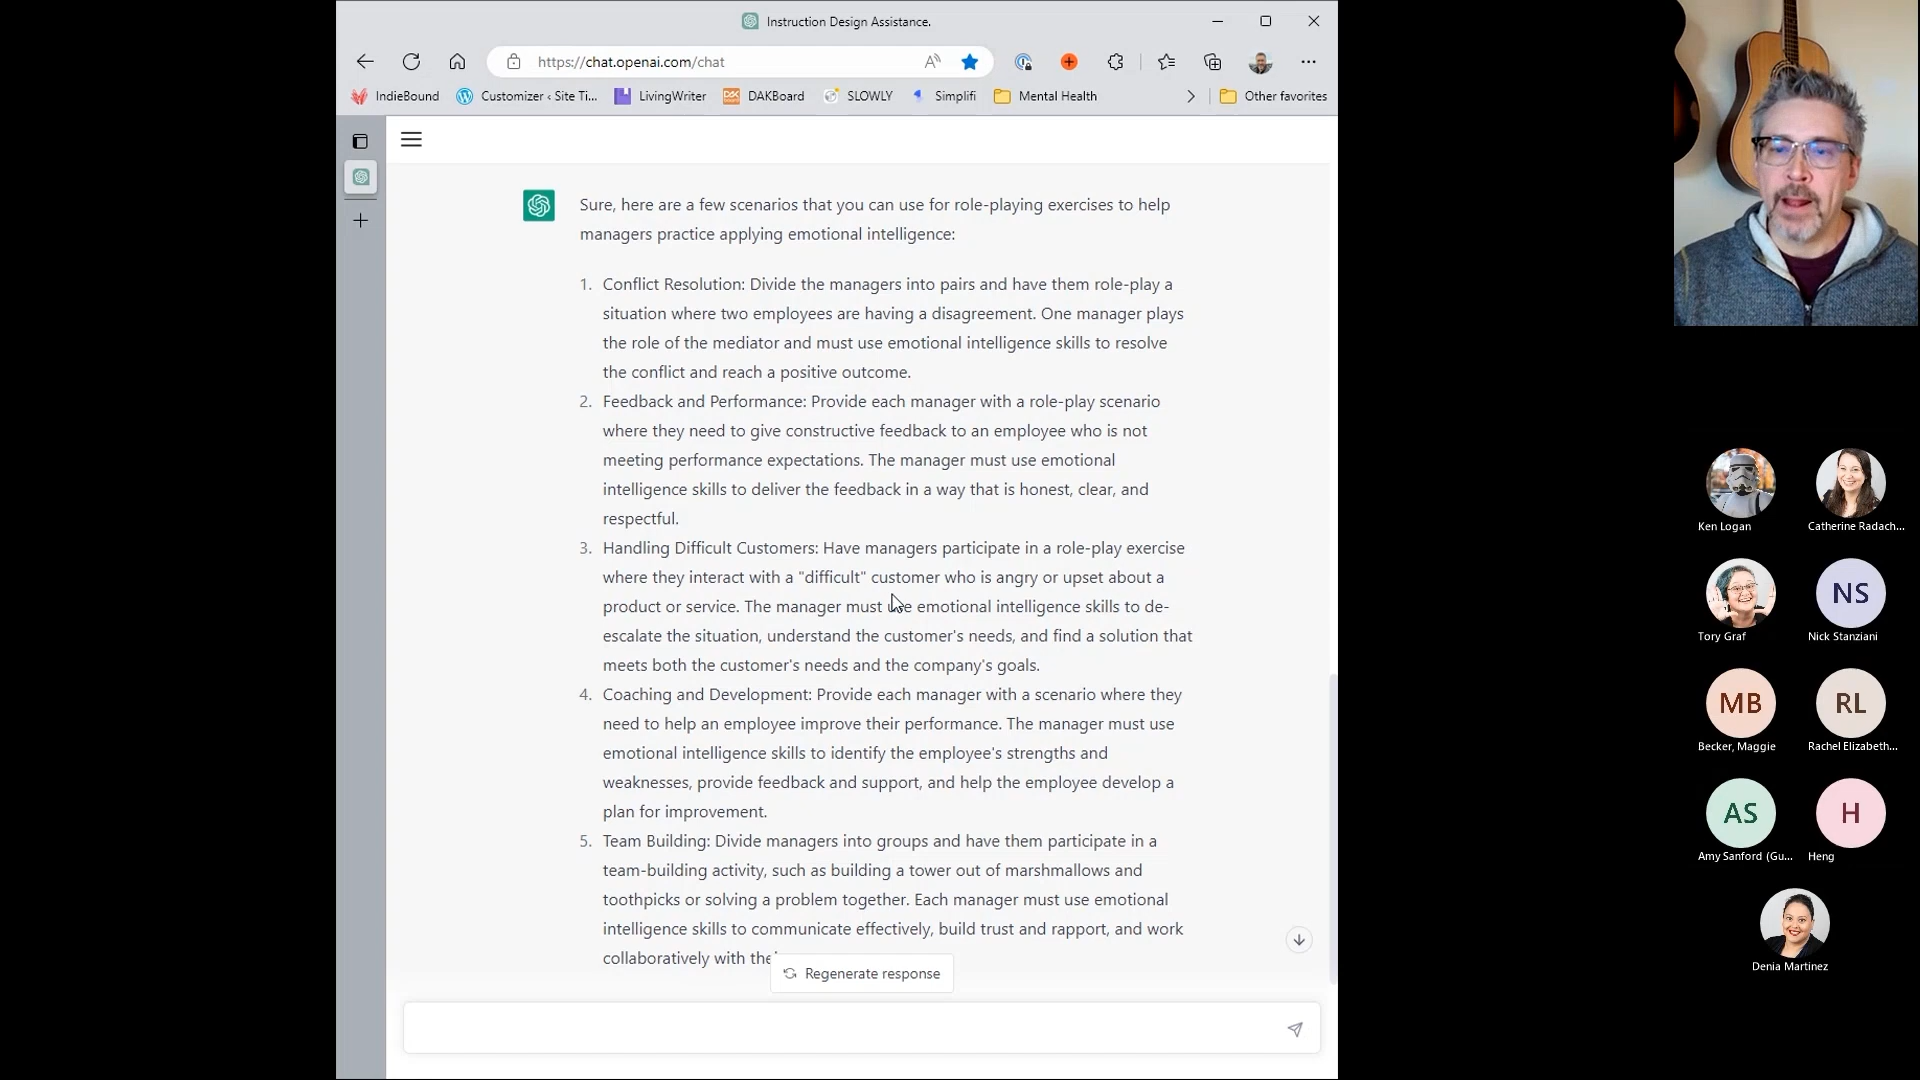 Instruction Design Assistance.
https://chat.openai.com/chat
IndieBound
Customizer ‹ Site Ti...
LivingWriter
DAKBoard
SLOWLY
Simplifi
Mental Health
Other favorites
Sure, here are a few scenarios that you can use for role-playing exercises to help
managers practice applying emotional intelligence:
1. Conflict Resolution: Divide the managers into pairs and have them role-play a
situation where two employees are having a disagreement. One manager plays
the role of the mediator and must use emotional intelligence skills to resolve
the conflict and reach a positive outcome.
2. Feedback and Performance: Provide each manager with a role-play scenario
where they need to give constructive feedback to an employee who is not
meeting performance expectations. The manager must use emotional
intelligence skills to deliver the feedback in a way that is honest, clear, and
respectful.
3. Handling Difficult Customers: Have managers participate in a role-play exercise
where they interact with a "difficult" customer who is angry or upset about a
product or service. The manager must use emotional intelligence skills to de-
escalate the situation, understand the customer's needs, and find a solution that
meets both the customer's needs and the company's goals.
4. Coaching and Development: Provide each manager with a scenario where they
need to help an employee improve their performance. The manager must use
emotional intelligence skills to identify the employee's strengths and
weaknesses, provide feedback and support, and help the employee develop a
plan for improvement.
5. Team Building: Divide managers into groups and have them participate in a
team-building activity, such as building a tower out of marshmallows and
toothpicks or solving a problem together. Each manager must use emotional
intelligence skills to communicate effectively, build trust and rapport, and work
collaboratively with
Regenerate response
Ken Logan
Catherine Radach...
Tory Graf
NS
Nick Stanziani
MB
Becker, Maggie
RL
Rachel Elizabeth...
AS
Amy Sanford (Gu...
H
Heng
Denia Martinez